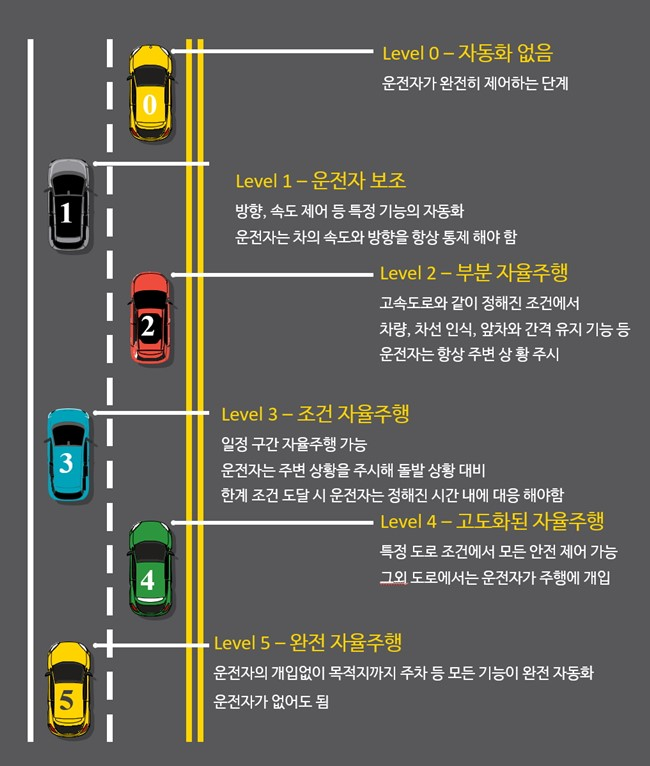 0
Level 0 – 자동화 없음
운전자가 완전히 제어하는 단계
1
Level 1 – 운전자 보조
방향, 속도 제어 등 특정 기능의 자동화
운전자는 차의 속도와 방향을 항상 통제 해야 함
2
Level 2 – 부분 자율주행
고속도로와 같이 정해진 조건에서
차량, 차선 인식, 앞차와 간격 유지 기능 등
운전자는 항상 주변 상 황 주시
3
Level 3 – 조건 자율주행
일정 구간 자율주행 가능
운전자는 주변 상황을 주시해 돌발 상황 대비
한계 조건 도달 시 운전자는 정해진 시간 내에 대응 해야함
4
Level 4 – 고도화된 자율주행
특정 도로 조건에서 모든 안전 제어 가능
그외 도로에서는 운전자가 주행에 개입
5
Level 5 – 완전 자율주행
운전자의 개입없이 목적지까지 주차 등 모든 기능이 완전 자동화
운전자가 없어도 됨